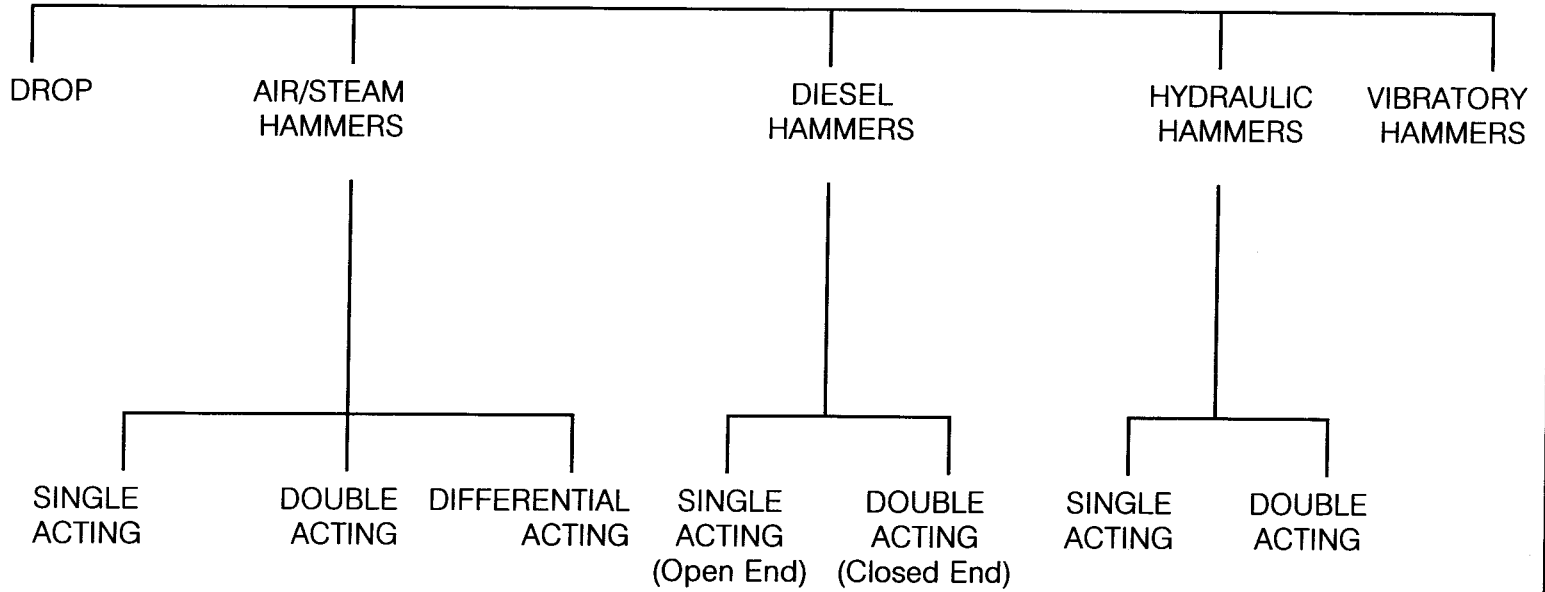 DROP
AIR/STEAM
HAMMERS
DIESEL
HAMMERS
HYDRAULIC
HAMMERS
VIBRATORY
HAMMERS
SINGLE
ACTING
DOUBLE
ACTING
DIFFERENTIAL
ACTING
SINGLE
ACTING
(Open End)
DOUBLE
ACTING
(Closed End)
SINGLE
ACTING
DOUBLE
ACTING